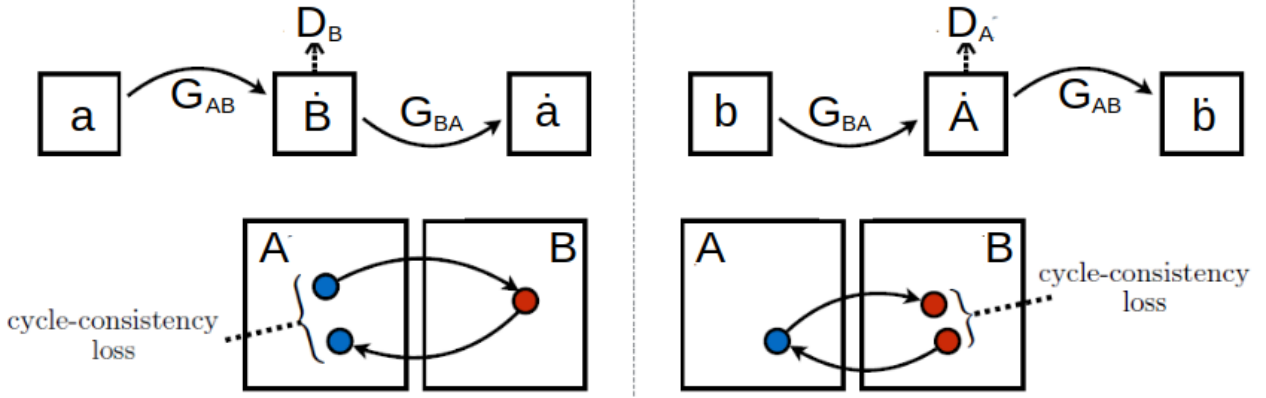 D_B
a G_AB Ḃ G_BA ȧ
A B
cycle-consistency
loss
D_A
b G_BA Ȧ G_AB ḃ
A B
cycle-consistency
loss